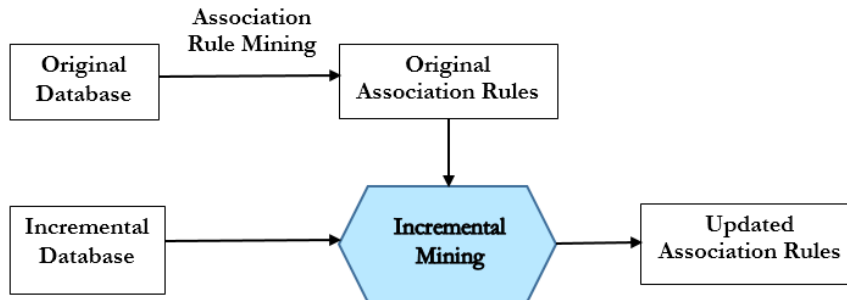 Association
Rule Mining
Original
Database
Original
Association Rules
Incremental
Database
Incremental
Mining
Updated
Association Rules